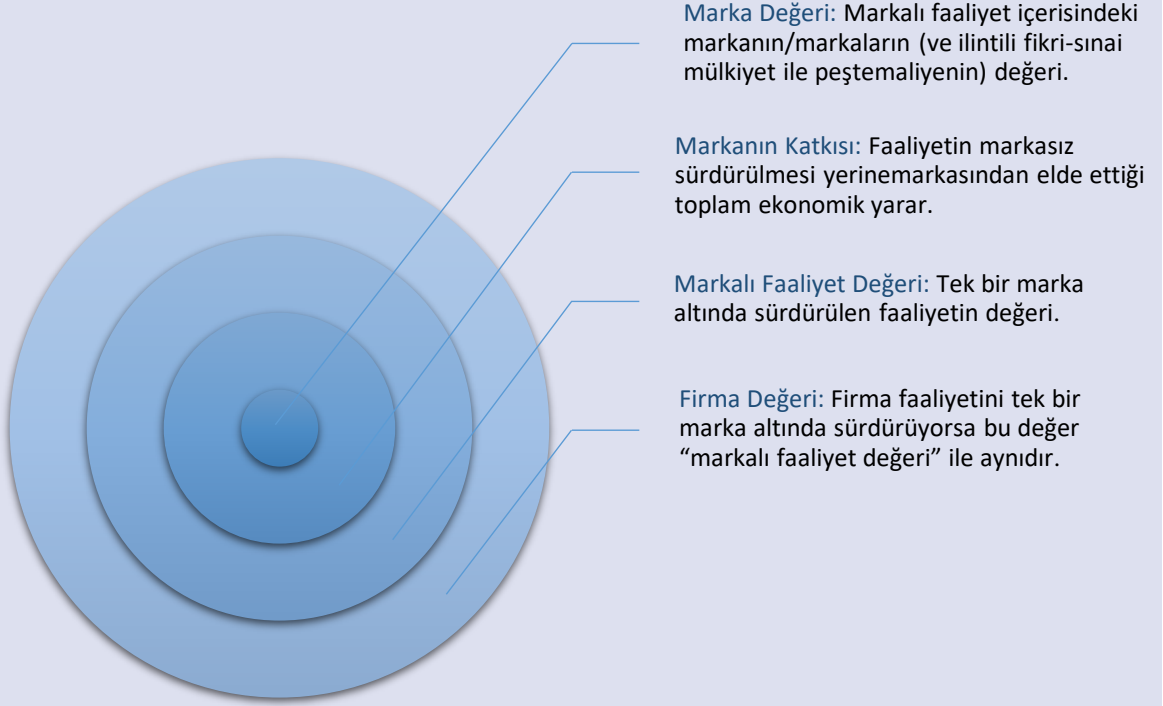 Marka Değeri: Markalı faaliyet içerisindeki
markanın/markaların (ve ilintili fikri-sınai
mülkiyet ile peştemaliyenin) değeri.
Markanın Katkısı: Faaliyetin markasız
sürdürülmesi yerinemarkasından elde ettiği
toplam ekonomik yarar.
Markalı Faaliyet Değeri: Tek bir marka
altında sürdürülen faaliyetin değeri.
Firma Değeri: Firma faaliyetini tek bir
marka altında sürdürüyorsa bu değer
“markalı faaliyet değeri” ile aynıdır.